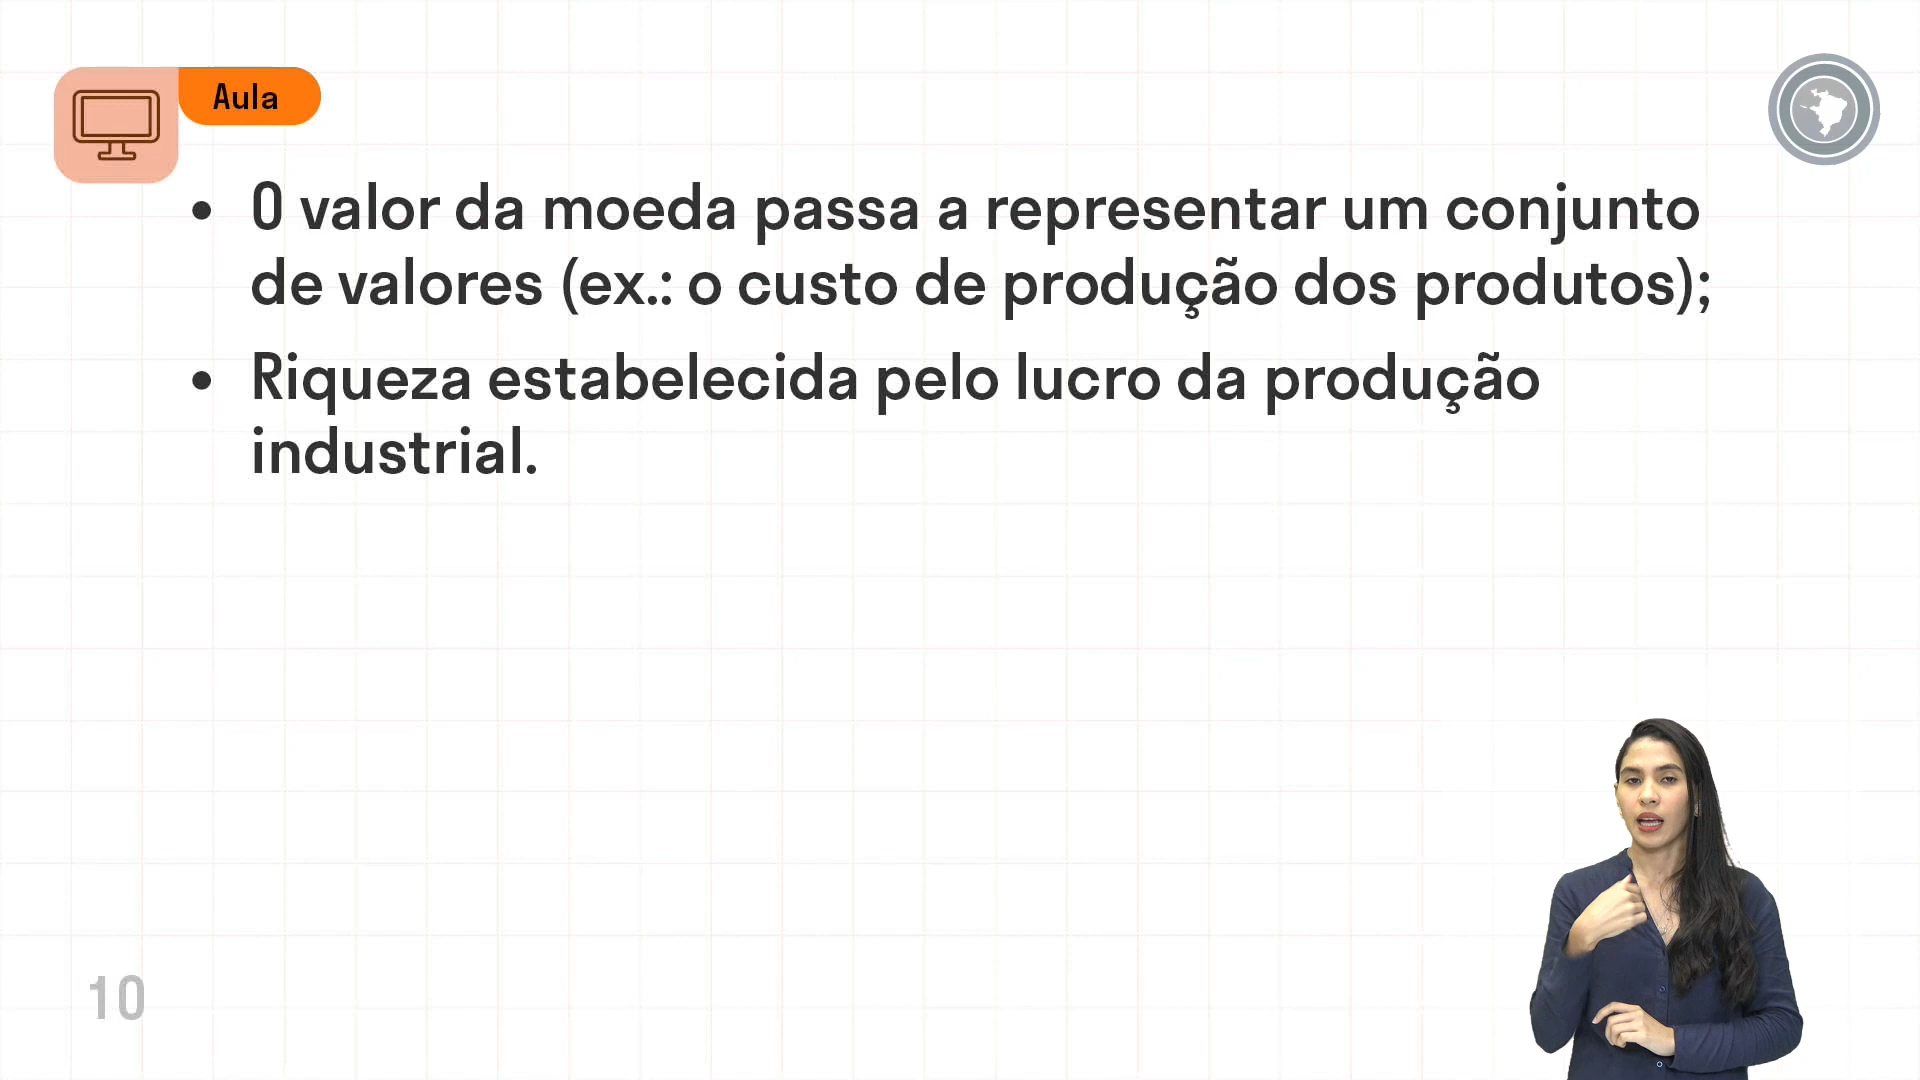 Aula
• O valor da moeda passa a representar um conjunto
de valores (ex.: o custo de produção dos produtos);
• Riqueza estabelecida pelo lucro da produção
industrial.
10